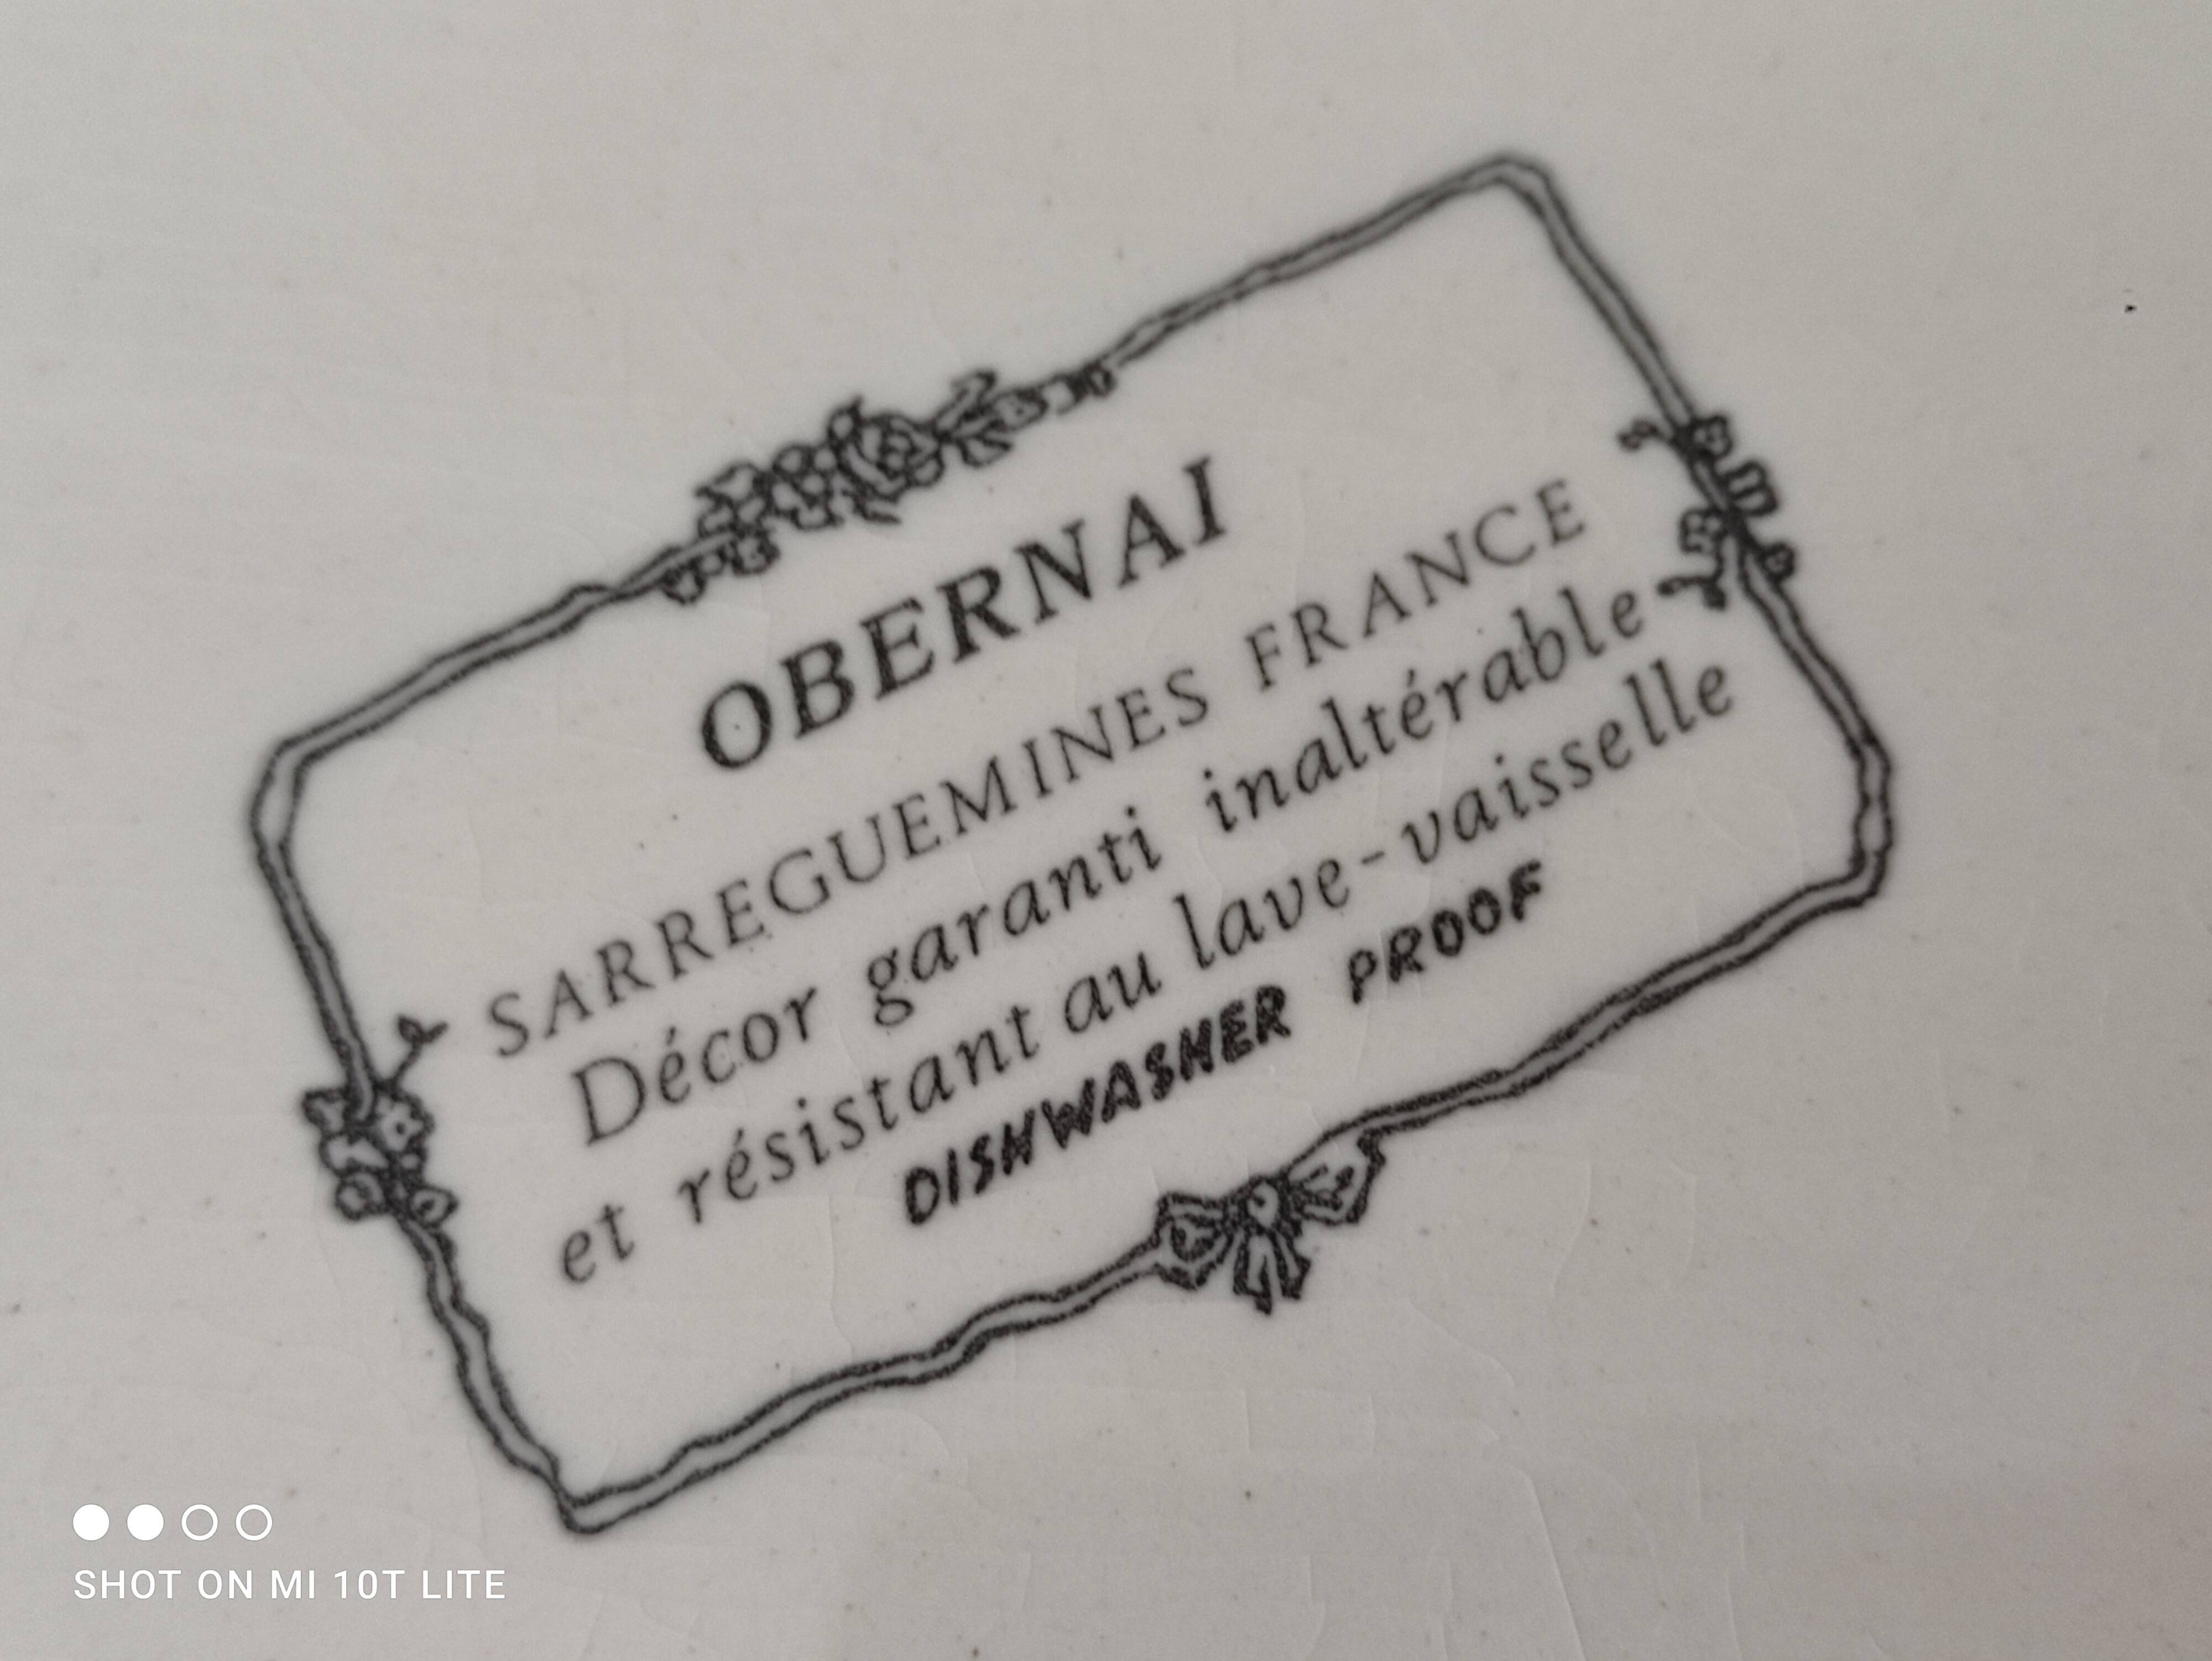 OBERNAI
SARREGUEMINES FRANCE
Décor garanti inaltérable
et résistant au lave-vaisselle
DISHWASHER PROOF
SHOT ON MI 10T LITE